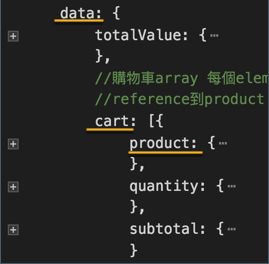 data: {
totalValue: {⋯
},
//購物車array 每個elem
//reference到product
cart: [{
product: {⋯
},
quantity: {⋯
},
subtotal: {⋯
}